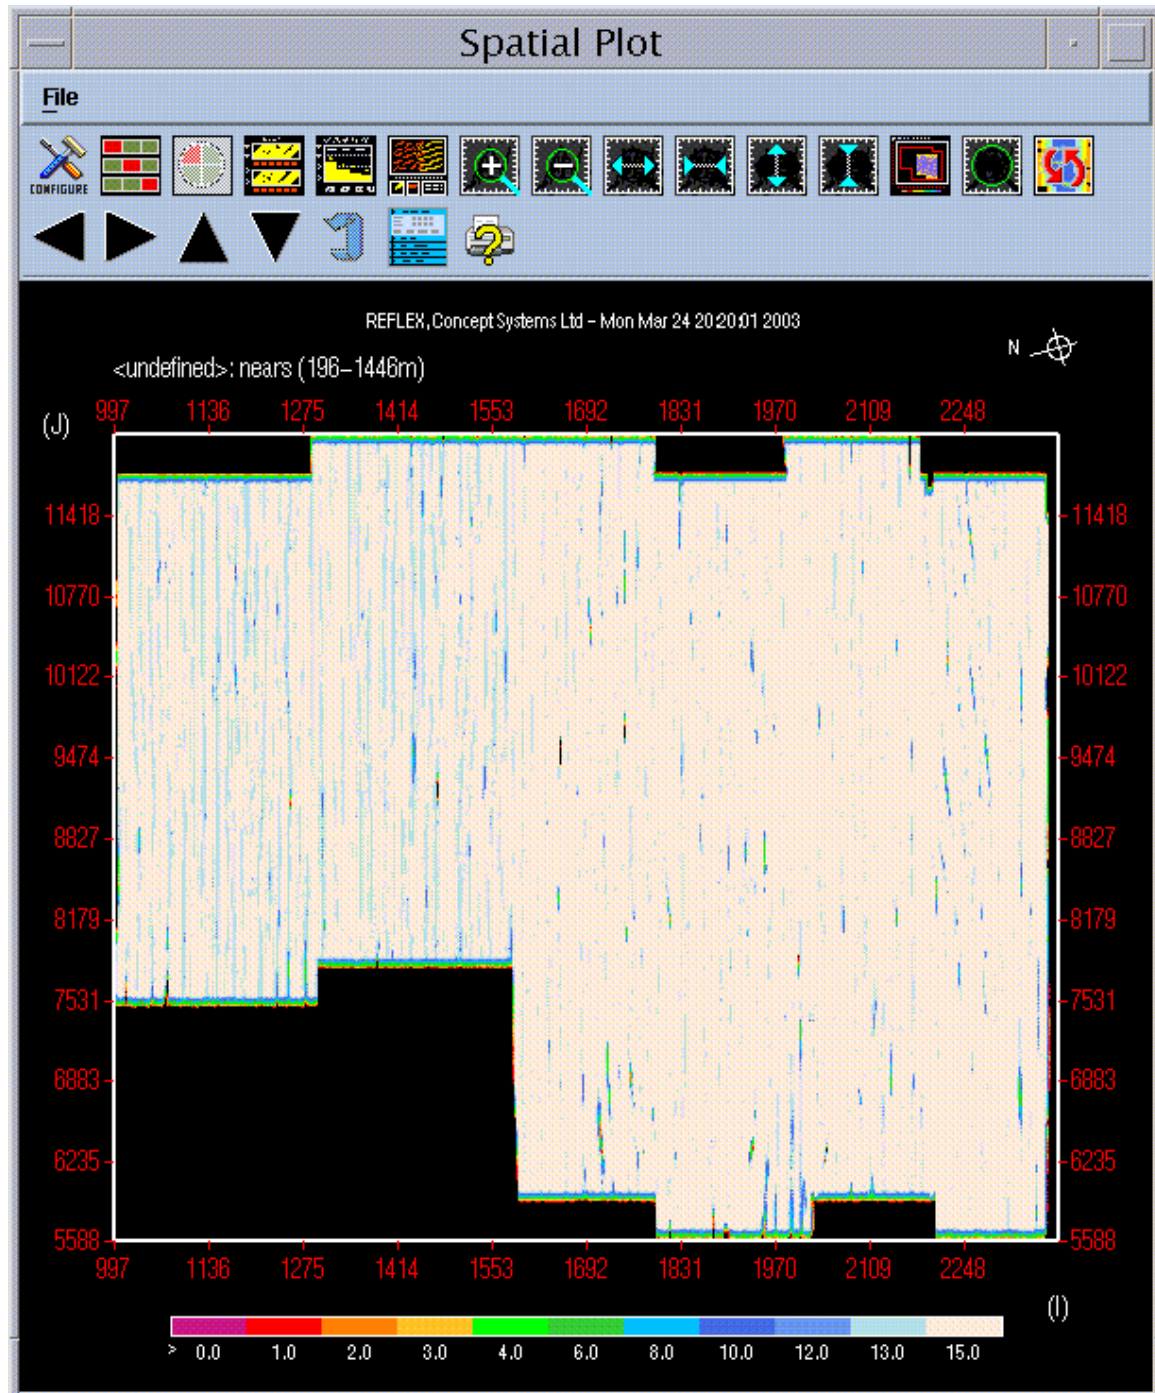 Spatial Plot
File
CONFIGURE
REFLEX, Concept Systems Ltd – Mon Mar 24 20:20:01 2003
N
<undefined>: nears (196–1446m)
(J)
997 1136 1275 1414 1553 1692 1831 1970 2109 2248
11418 11418
10770 10770
10122 10122
9474 9474
8827 8827
8179 8179
7531 7531
6883 6883
6235 6235
5588 5588
997 1136 1275 1414 1553 1692 1831 1970 2109 2248
(I)
> 0.0 1.0 2.0 3.0 4.0 6.0 8.0 10.0 12.0 13.0 15.0